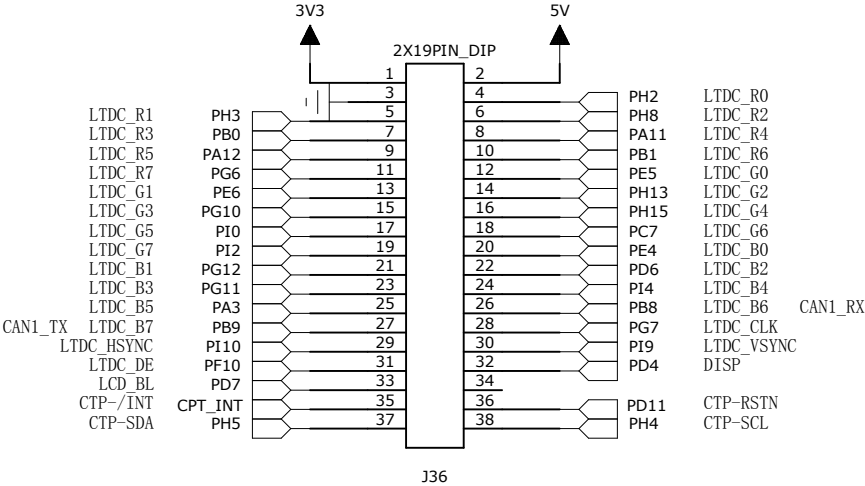 3V3 5V
2X19PIN_DIP
1 2
3 4 PH2 LTDC_R0
LTDC_R1 PH3 5 6 PH8 LTDC_R2
LTDC_R3 PB0 7 8 PA11 LTDC_R4
LTDC_R5 PA12 9 10 PB1 LTDC_R6
LTDC_R7 PG6 11 12 PE5 LTDC_G0
LTDC_G1 PE6 13 14 PH13 LTDC_G2
LTDC_G3 PG10 15 16 PH15 LTDC_G4
LTDC_G5 PI0 17 18 PC7 LTDC_G6
LTDC_G7 PI2 19 20 PE4 LTDC_B0
LTDC_B1 PG12 21 22 PD6 LTDC_B2
LTDC_B3 PG11 23 24 PI4 LTDC_B4
LTDC_B5 PA3 25 26 PB8 LTDC_B6 CAN1_RX
CAN1_TX LTDC_B7 PB9 27 28 PG7 LTDC_CLK
LTDC_HSYNC PI10 29 30 PI9 LTDC_VSYNC
LTDC_DE PF10 31 32 PD4 DISP
LCD_BL PD7 33 34
CTP-/INT CPT_INT 35 36 PD11 CTP-RSTN
CTP-SDA PH5 37 38 PH4 CTP-SCL
J36